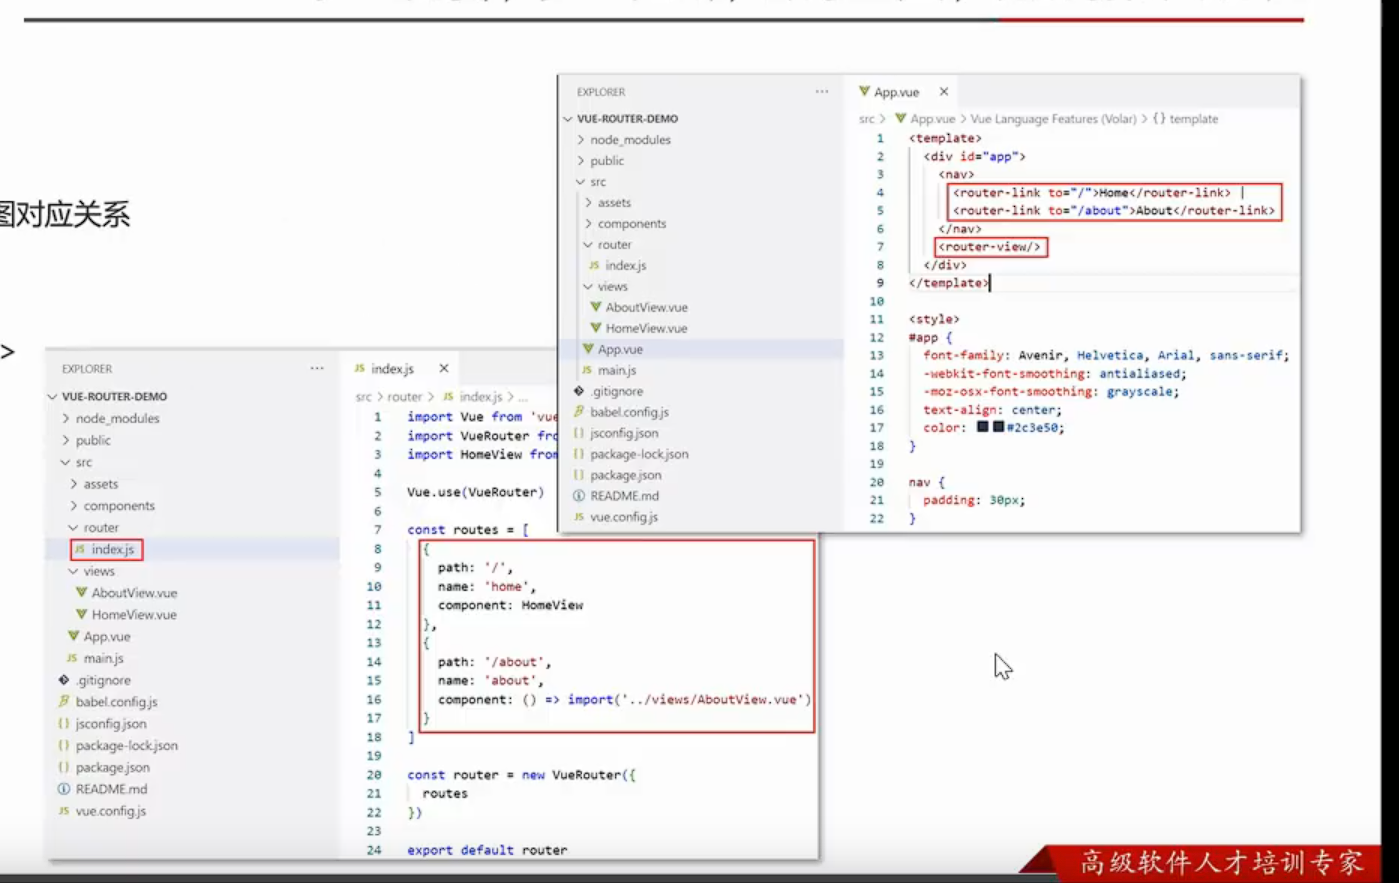 图对应关系
>
EXPLORER
VUE-ROUTER-DEMO
node_modules
public
src
assets
components
router
JS index.js
views
AboutView.vue
HomeView.vue
App.vue
JS main.js
.gitignore
babel.config.js
{} jsconfig.json
{} package-lock.json
{} package.json
README.md
JS vue.config.js
App.vue
src > App.vue > Vue Language Features (Volar) > {} template
1 <template>
2 <div id="app">
3 <nav>
4 <router-link to="/">Home</router-link> |
5 <router-link to="/about">About</router-link>
6 </nav>
7 <router-view/>
8 </div>
9 </template>
10
11 <style>
12 #app {
13 font-family: Avenir, Helvetica, Arial, sans-serif;
14 -webkit-font-smoothing: antialiased;
15 -moz-osx-font-smoothing: grayscale;
16 text-align: center;
17 color: #2c3e50;
18 }
19
20 nav {
21 padding: 30px;
22 }
EXPLORER
VUE-ROUTER-DEMO
node_modules
public
src
assets
components
router
JS index.js
views
AboutView.vue
HomeView.vue
App.vue
JS main.js
.gitignore
babel.config.js
{} jsconfig.json
{} package-lock.json
{} package.json
README.md
JS vue.config.js
JS index.js
src > router > JS index.js > ...
1 import Vue from 'vue
2 import VueRouter fro
3 import HomeView from
4
5 Vue.use(VueRouter)
6
7 const routes = [
8 {
9 path: '/',
10 name: 'home',
11 component: HomeView
12 },
13 {
14 path: '/about',
15 name: 'about',
16 component: () => import('../views/AboutView.vue')
17 }
18 ]
19
20 const router = new VueRouter({
21 routes
22 })
23
24 export default router
高级软件人才培训专家